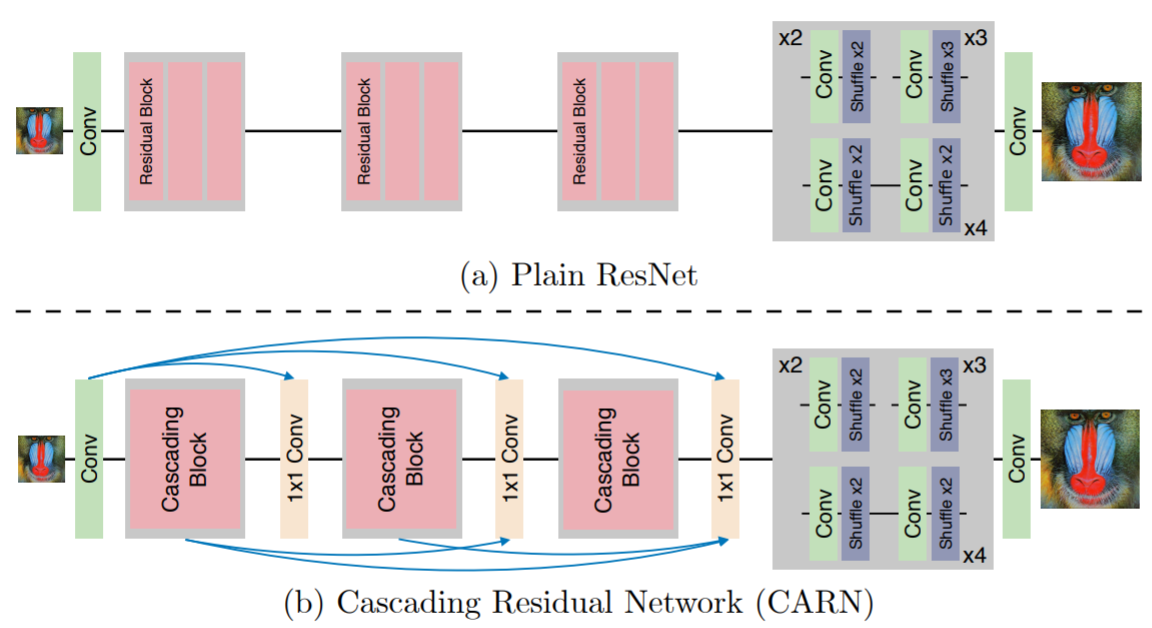 Conv
Residual Block
Residual Block
Residual Block
x2
Conv
Shuffle x2
Conv
Shuffle x3
x3
Conv
Shuffle x2
Conv
Shuffle x2
x4
Conv
(a) Plain ResNet
Conv
Cascading
Block
1x1 Conv
Cascading
Block
1x1 Conv
Cascading
Block
1x1 Conv
x2
Conv
Shuffle x2
Conv
Shuffle x3
x3
Conv
Shuffle x2
Conv
Shuffle x2
x4
Conv
(b) Cascading Residual Network (CARN)